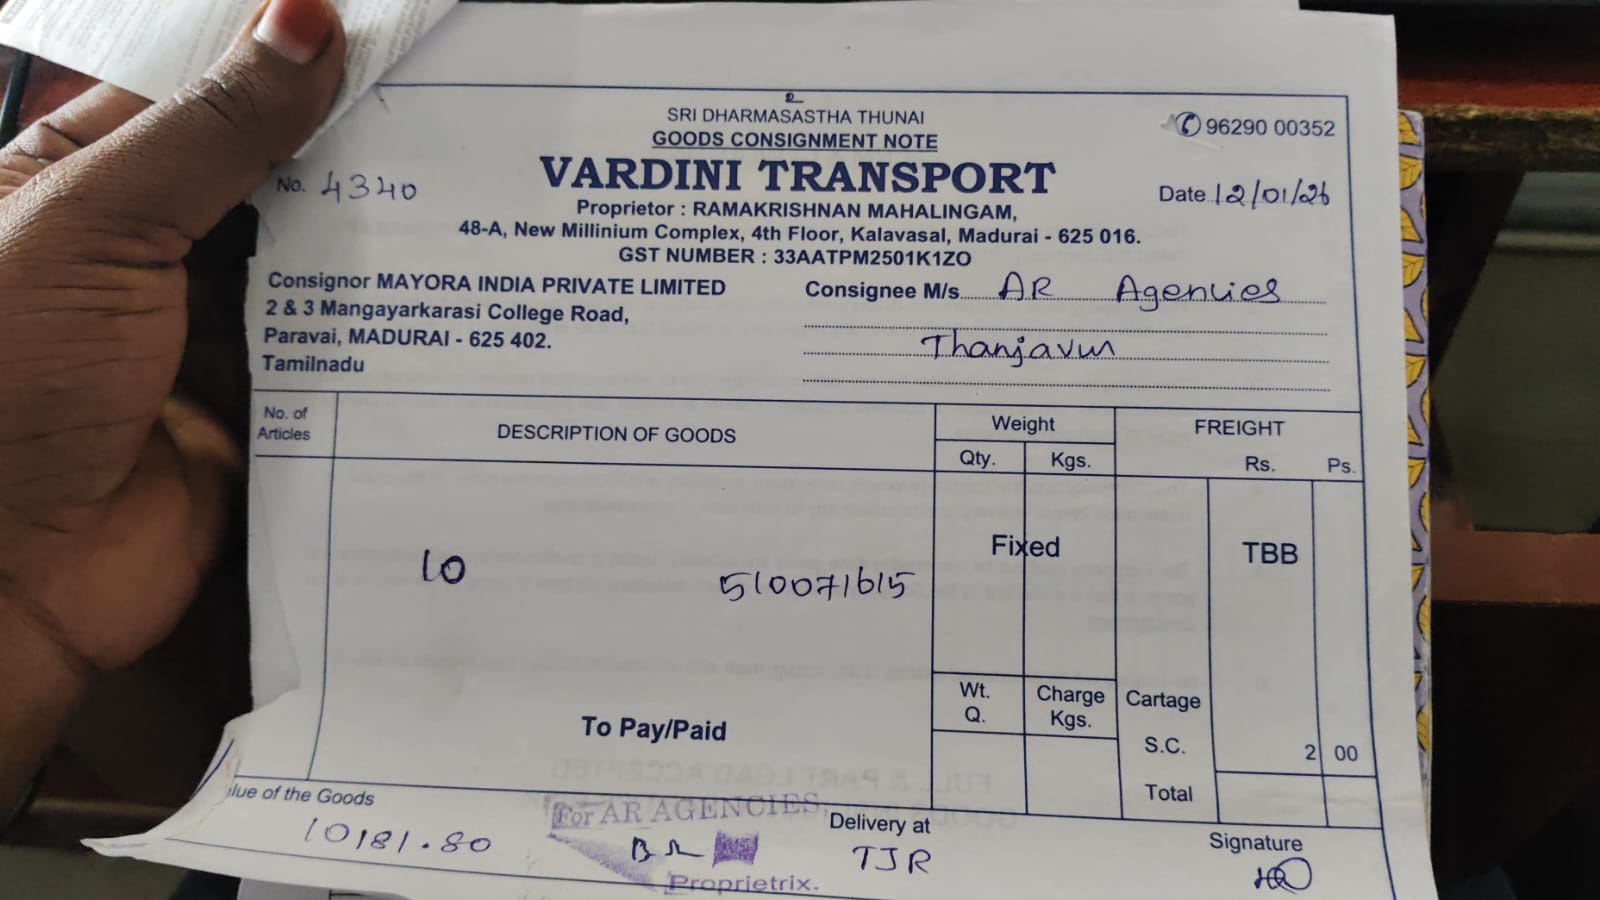 SRI DHARMASASTHA THUNAI
GOODS CONSIGNMENT NOTE
96290 00352
VARDINI TRANSPORT
No. 4340
Date 12/01/26
Proprietor : RAMAKRISHNAN MAHALINGAM,
48-A, New Millinium Complex, 4th Floor, Kalavasal, Madurai - 625 016.
GST NUMBER : 33AATPM2501K1ZO
Consignor MAYORA INDIA PRIVATE LIMITED
2 & 3 Mangayarkarasi College Road,
Paravai, MADURAI - 625 402.
Tamilnadu
Consignee M/s. AR Agencies
Thanjavur
No. of Articles
DESCRIPTION OF GOODS
Weight
Qty. Kgs.
FREIGHT
Rs. Ps.
10 510071615
Fixed
TBB
To Pay/Paid
Wt. Q.
Charge Kgs.
Cartage
S.C. 2 00
Total
lue of the Goods
10181.80
For AR AGENCIES,
Proprietrix.
Delivery at
TJR
Signature